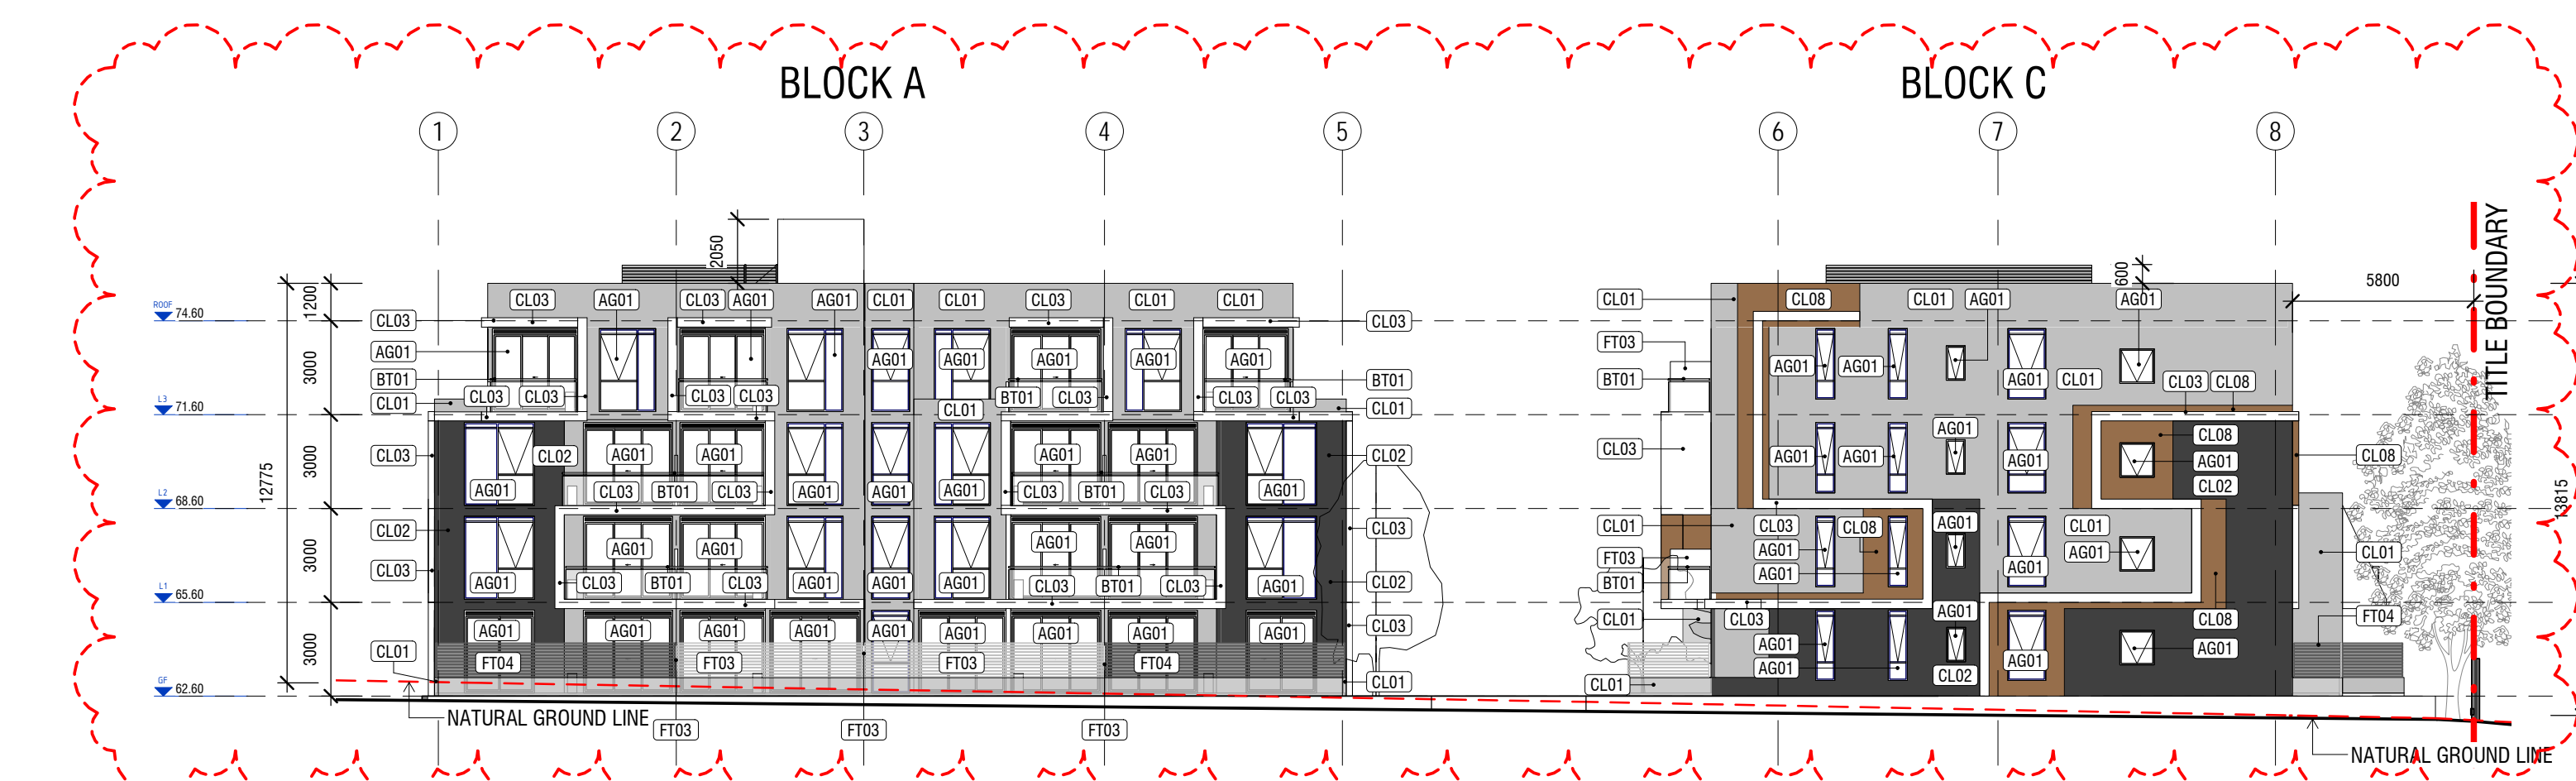 BLOCK A
BLOCK C
1 2 3 4 5 6 7 8
TITLE BOUNDARY
2050
600
5800
1200
3000
3000
3000
3000
12775
13815
ROOF
74.60
L3
71.60
L2
68.60
L1
65.60
GF
62.60
CL03 AG01 CL03 AG01 AG01 CL01 CL01 CL03 CL01 CL01
CL03
CL03
AG01
AG01 AG01 AG01 AG01 AG01
BT01
BT01
CL01
CL03 CL03 CL03 CL03 BT01 CL03 CL03 CL03
CL01
CL01
CL03
CL02 AG01 AG01 AG01 AG01
CL02
AG01 CL03 BT01 CL03 AG01 AG01 AG01 CL03 BT01 CL03 AG01
CL02
CL03
AG01 AG01 AG01 AG01
CL03
AG01 CL03 BT01 CL03 AG01 AG01 AG01 CL03 BT01 CL03 AG01
CL02
CL03
AG01 AG01 AG01 AG01 AG01 AG01 AG01 AG01 AG01
CL01
FT04 FT03 FT03 FT04
CL01
NATURAL GROUND LINE
FT03 FT03 FT03
CL01 CL08 CL01 AG01 AG01
FT03
BT01
AG01 AG01 AG01 CL01 CL03 CL08
CL03
AG01 AG01 AG01 AG01
CL08
AG01
CL02
CL08
CL01 CL03 CL08 AG01 CL01
AG01 AG01
CL01
FT03
BT01
AG01 AG01
CL01 CL03 AG01 CL08 FT04
AG01 AG01
AG01 CL02 AG01
CL01
NATURAL GROUND LINE